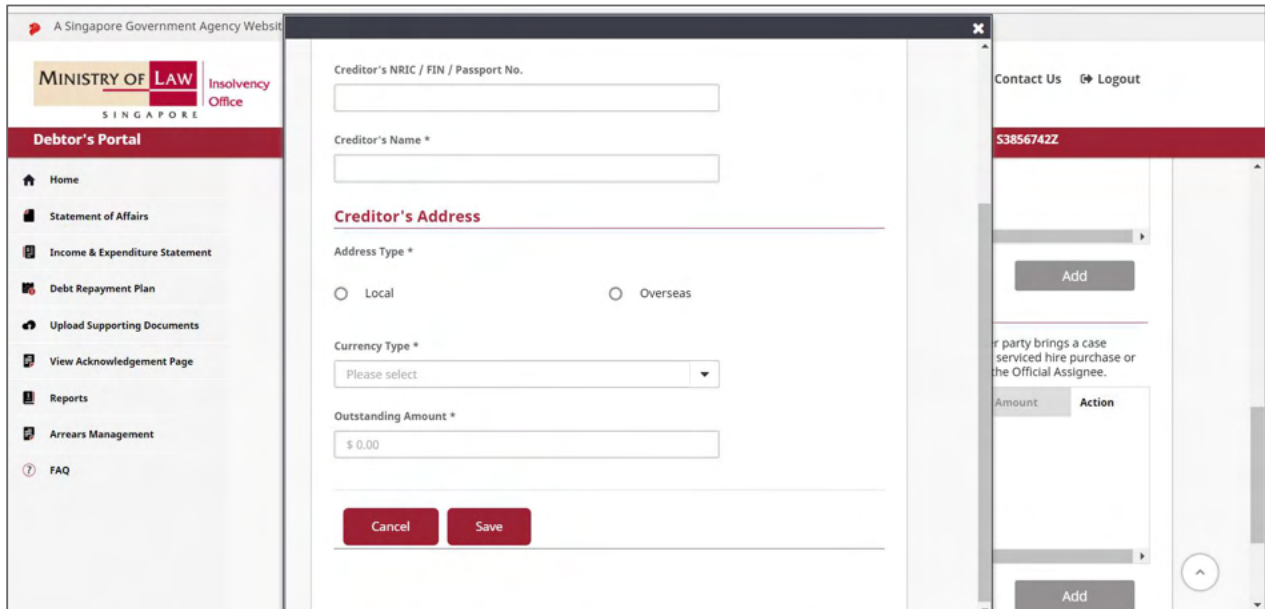 A Singapore Government Agency Websit
MINISTRY OF LAW
SINGAPORE
Insolvency
Office
Contact Us
Logout
Debtor's Portal
S3856742Z
Home
Statement of Affairs
Income & Expenditure Statement
Debt Repayment Plan
Upload Supporting Documents
View Acknowledgement Page
Reports
Arrears Management
? FAQ
Creditor's NRIC / FIN / Passport No.
Creditor's Name *
Creditor's Address
Address Type *
Local
Overseas
Currency Type *
Please select
Outstanding Amount *
$ 0.00
Cancel
Save
Add
r party brings a case
serviced hire purchase or
the Official Assignee.
Amount
Action
Add